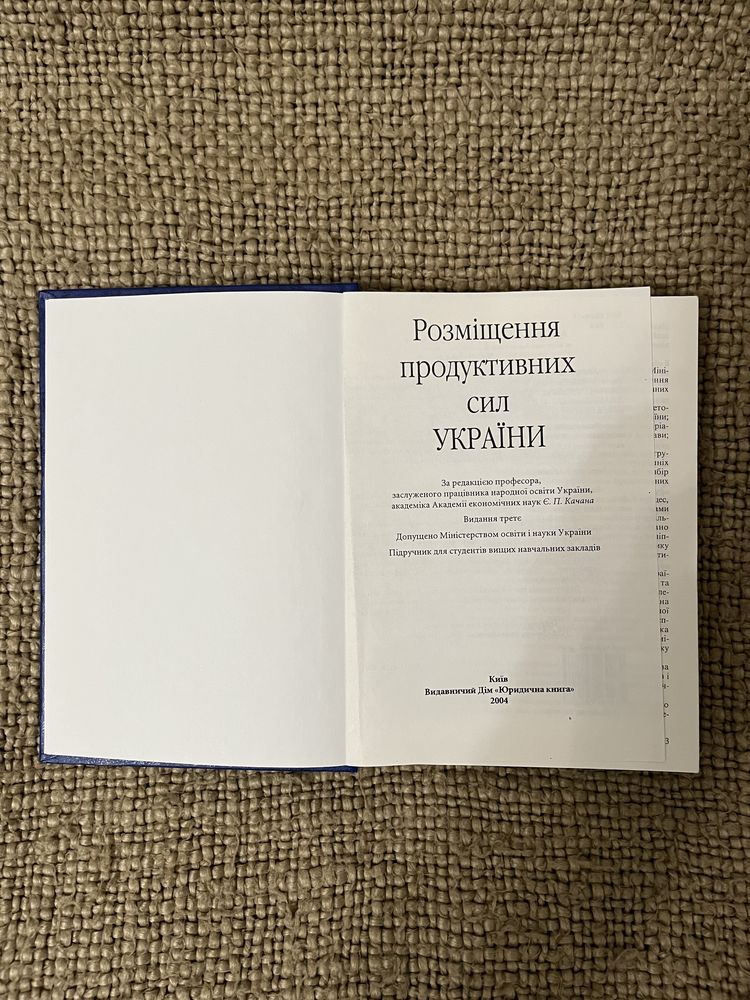 Розміщення
продуктивних
сил
УКРАЇНИ
За редакцією професора,
заслуженого працівника народної освіти України,
академіка Академії економічних наук Є. П. Качана
Видання третє
Допущено Міністерством освіти і науки України
Підручник для студентів вищих навчальних закладів
Київ
Видавничий Дім «Юридична книга»
2004